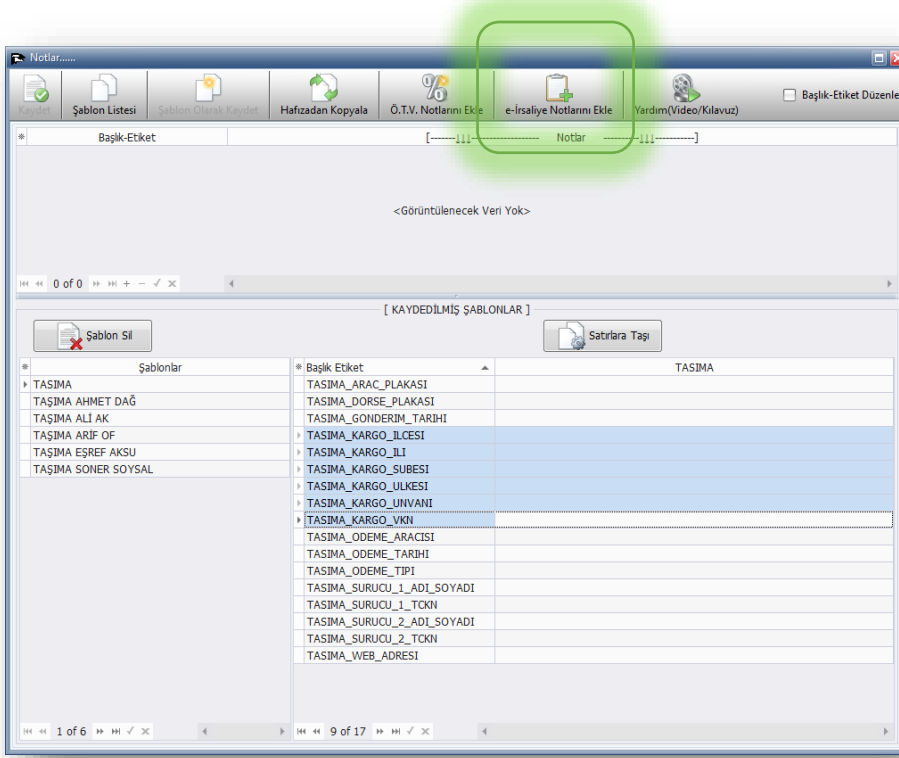 Notlar......
Kaydet Şablon Listesi Şablon Olarak Kaydet Hafızadan Kopyala Ö.T.V. Notlarını Ekle e-İrsaliye Notlarını Ekle Yardım(Video/Kılavuz) Başlık-Etiket Düzenle
Başlık-Etiket [-------↓↓↓------------------- Notlar ----------↓↓↓-----------]
<Görüntülenecek Veri Yok>
0 of 0
[ KAYDEDİLMİŞ ŞABLONLAR ]
Şablon Sil Satırlara Taşı
Şablonlar
TASIMA
TAŞIMA AHMET DAĞ
TAŞIMA ALİ AK
TAŞIMA ARİF OF
TAŞIMA EŞREF AKSU
TAŞIMA SONER SOYSAL
1 of 6
Başlık Etiket TASIMA
TASIMA_ARAC_PLAKASI
TASIMA_DORSE_PLAKASI
TASIMA_GONDERIM_TARIHI
TASIMA_KARGO_ILCESI
TASIMA_KARGO_ILI
TASIMA_KARGO_SUBESI
TASIMA_KARGO_ULKESI
TASIMA_KARGO_UNVANI
TASIMA_KARGO_VKN
TASIMA_ODEME_ARACISI
TASIMA_ODEME_TARIHI
TASIMA_ODEME_TIPI
TASIMA_SURUCU_1_ADI_SOYADI
TASIMA_SURUCU_1_TCKN
TASIMA_SURUCU_2_ADI_SOYADI
TASIMA_SURUCU_2_TCKN
TASIMA_WEB_ADRESI
9 of 17